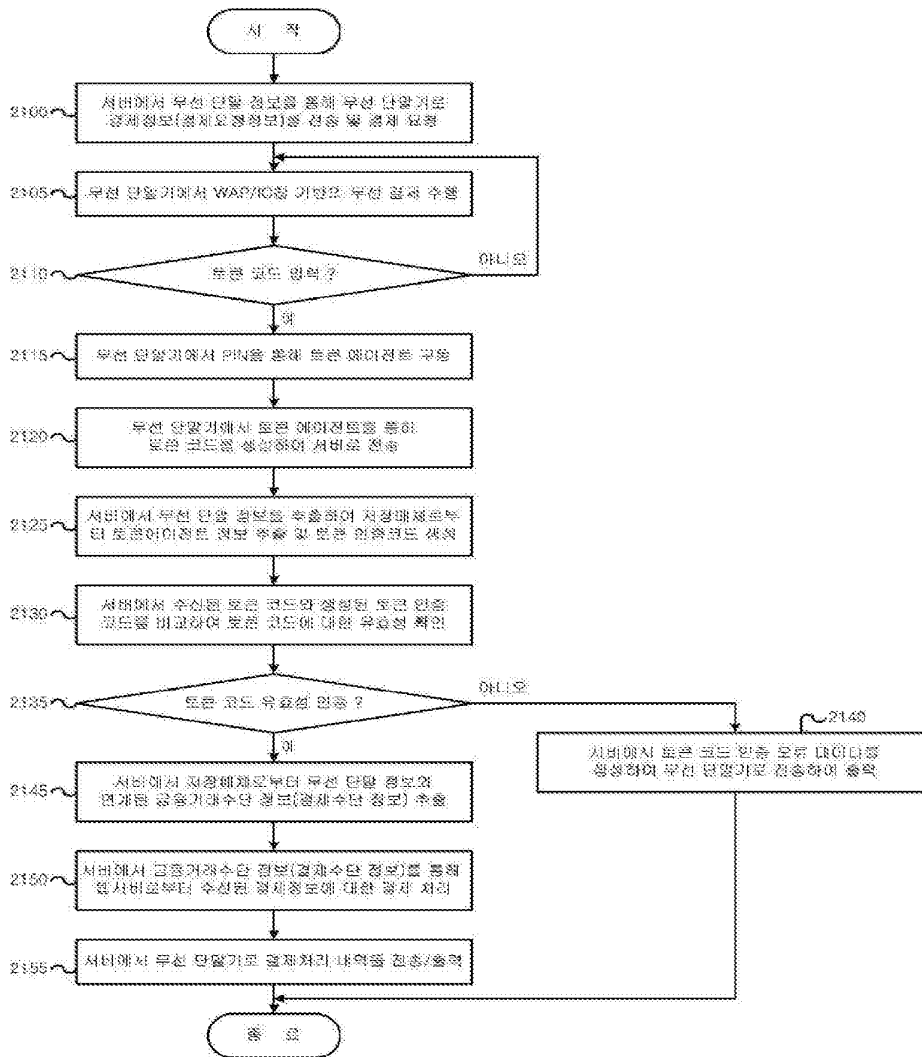 시 작
2100
서버에서 무선 단말 정보를 통해 무선 단말기로
결제정보(결제요청정보)를 전송 및 결제 요청
2105
무선 단말기에서 WAP/IC칩 기반으 무선 결제 수행
2110
토큰 코드 입력 ?
아니오
예
2115
무선 단말기에서 PIN을 통해 토큰 에이전트 구동
2120
무선 단말기에서 토큰 에이전트를 통해
토큰 코드를 생성하여 서버로 전송
2125
서버에서 무선 단말 정보를 추출하여 저장매체로부
터 토큰에이전트 정보 추출 및 토큰 인증코드 생성
2130
서버에서 수신된 토큰 코드와 생성된 토큰 인증
코드를 비교하여 토큰 코드에 대한 유효성 확인
2135
토큰 코드 유효성 인증 ?
아니오
예
2140
서버에서 토큰 코드 인증 오류 데이터를
생성하여 무선 단말기로 전송하여 출력
2145
서버에서 저장매체로부터 무선 단말 정보와
연계된 금융거래수단 정보(결제수단 정보) 추출
2150
서버에서 금융거래수단 정보(결제수단 정보)를 통해
웹서버로부터 수신된 결제정보에 대한 결제 처리
2155
서버에서 무선 단말기로 결제처리 내역을 전송/출력
종 료